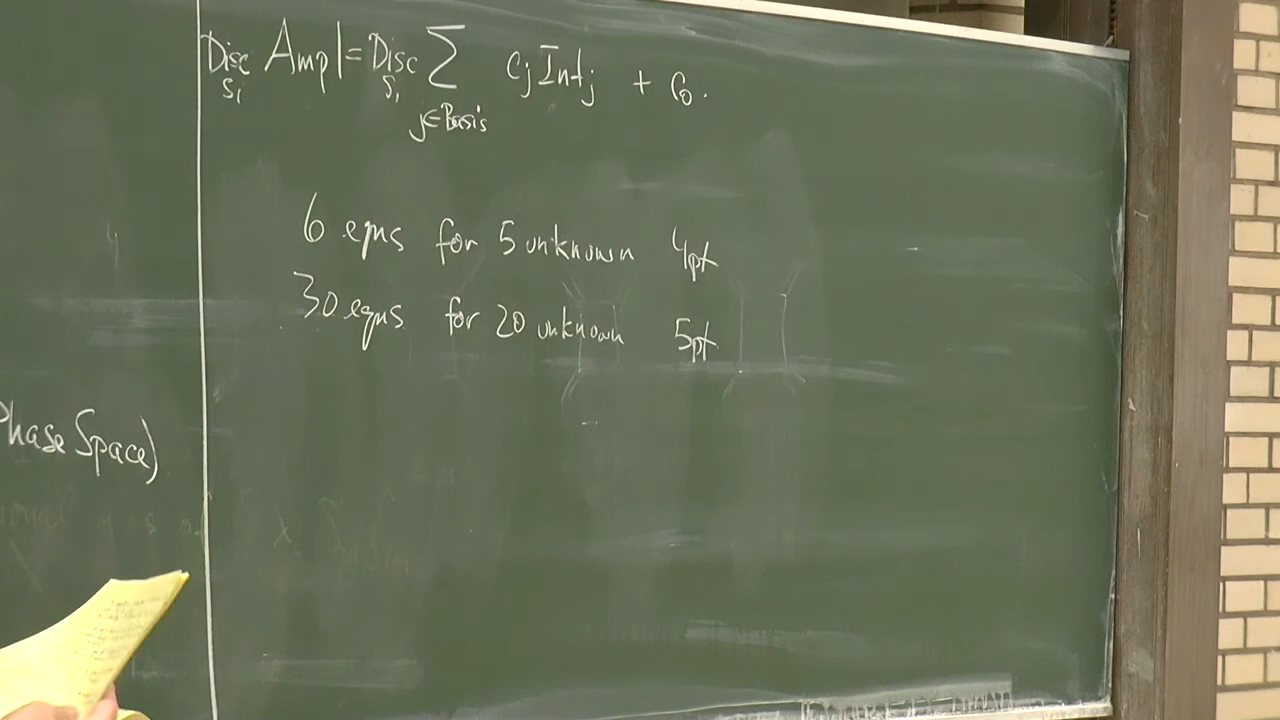 Disc Ampl = Disc ∑ cj Intj + c0.
s1 s1 j∈Basis
6 eqns for 5 unknown 4pt
30 eqns for 20 unknown 5pt
Phase Space)